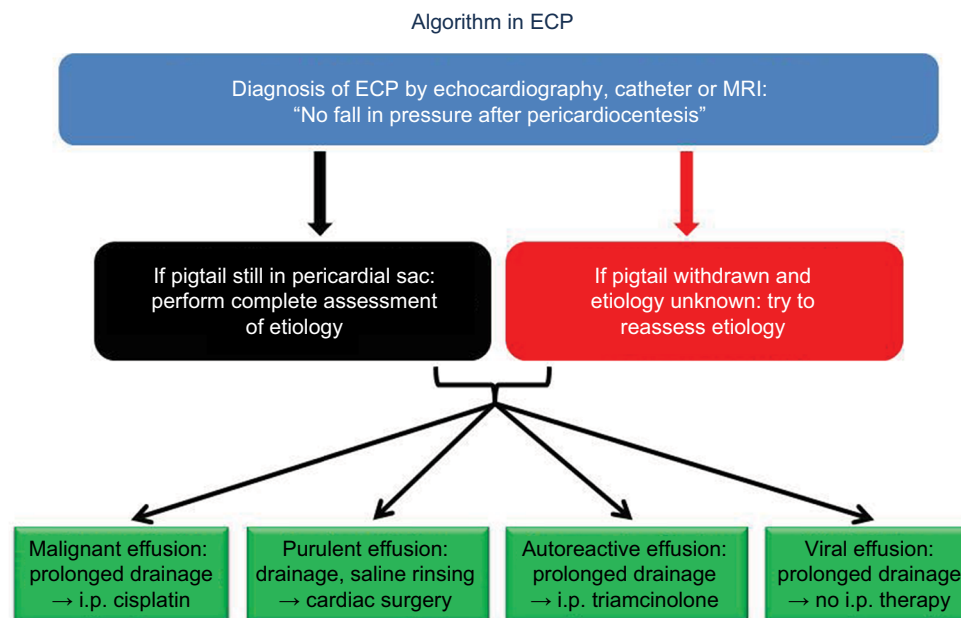 Algorithm in ECP
Diagnosis of ECP by echocardiography, catheter or MRI:
“No fall in pressure after pericardiocentesis”
If pigtail still in pericardial sac:
perform complete assessment
of etiology
If pigtail withdrawn and
etiology unknown: try to
reassess etiology
Malignant effusion:
prolonged drainage
→ i.p. cisplatin
Purulent effusion:
drainage, saline rinsing
→ cardiac surgery
Autoreactive effusion:
prolonged drainage
→ i.p. triamcinolone
Viral effusion:
prolonged drainage
→ no i.p. therapy